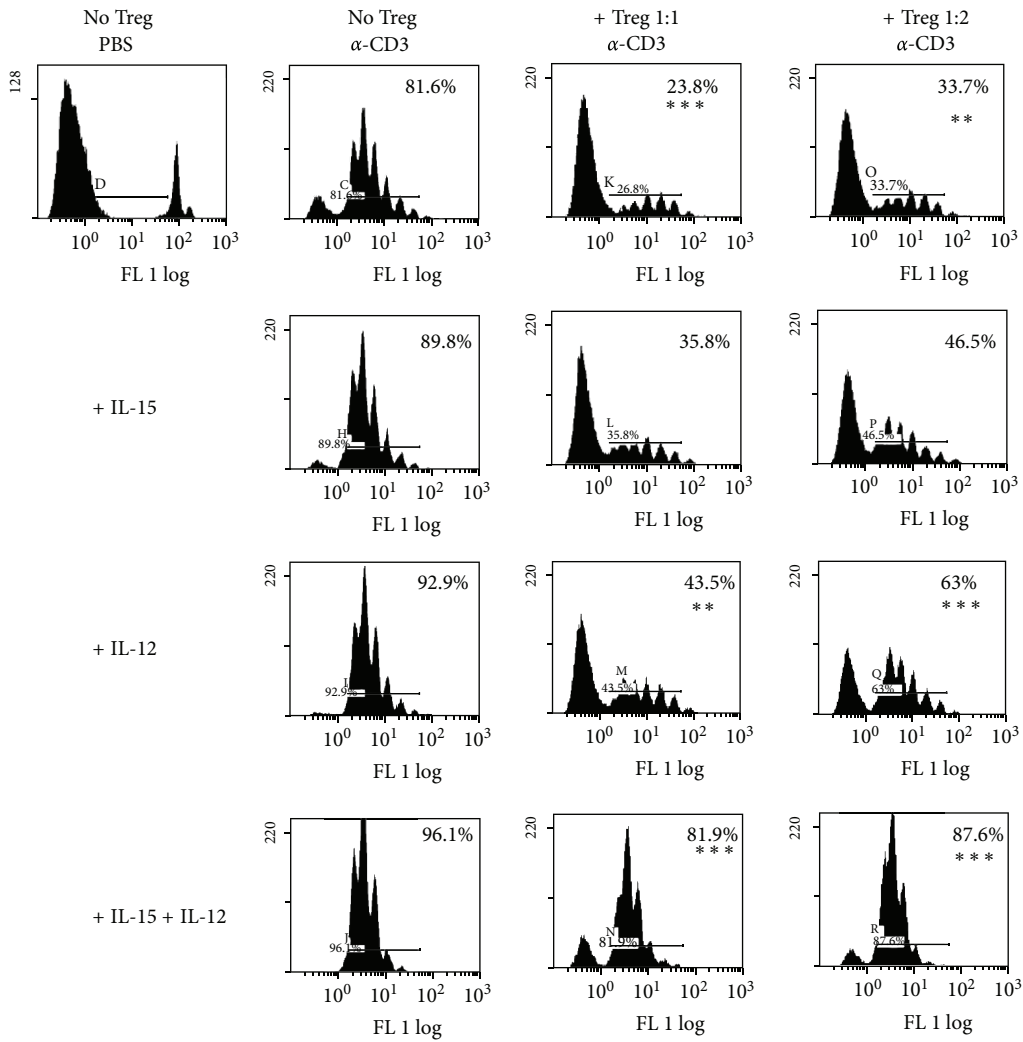 No Treg
PBS
No Treg
α-CD3
+ Treg 1:1
α-CD3
+ Treg 1:2
α-CD3
128
D
10⁰ 10¹ 10² 10³
FL 1 log
220
81.6%
C
81.6%
10⁰ 10¹ 10² 10³
FL 1 log
220
23.8%
***
K
26.8%
10⁰ 10¹ 10² 10³
FL 1 log
220
33.7%
**
O
33.7%
10⁰ 10¹ 10² 10³
FL 1 log
+ IL-15
220
89.8%
H
89.8%
10⁰ 10¹ 10² 10³
FL 1 log
220
35.8%
L
35.8%
10⁰ 10¹ 10² 10³
FL 1 log
220
46.5%
P
46.5%
10⁰ 10¹ 10² 10³
FL 1 log
+ IL-12
220
92.9%
I
92.9%
10⁰ 10¹ 10² 10³
FL 1 log
220
43.5%
**
M
43.5%
10⁰ 10¹ 10² 10³
FL 1 log
220
63%
***
Q
63%
10⁰ 10¹ 10² 10³
FL 1 log
+ IL-15 + IL-12
220
96.1%
J
96.1%
10⁰ 10¹ 10² 10³
FL 1 log
220
81.9%
***
N
81.9%
10⁰ 10¹ 10² 10³
FL 1 log
220
87.6%
***
R
87.6%
10⁰ 10¹ 10² 10³
FL 1 log